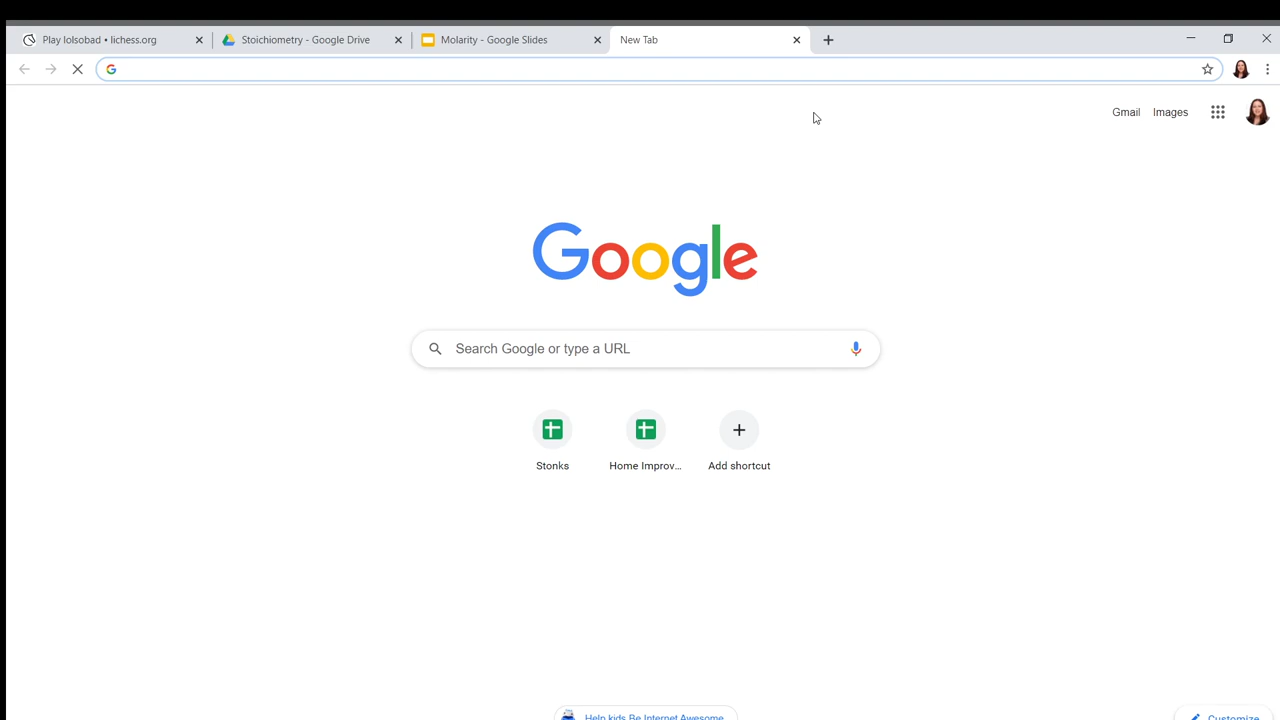 Play lolsobad • lichess.org
Stoichiometry - Google Drive
Molarity - Google Slides
New Tab
Gmail
Images
Google
Search Google or type a URL
Stonks
Home Improv...
Add shortcut
Help kids Be Internet Awesome
Customize